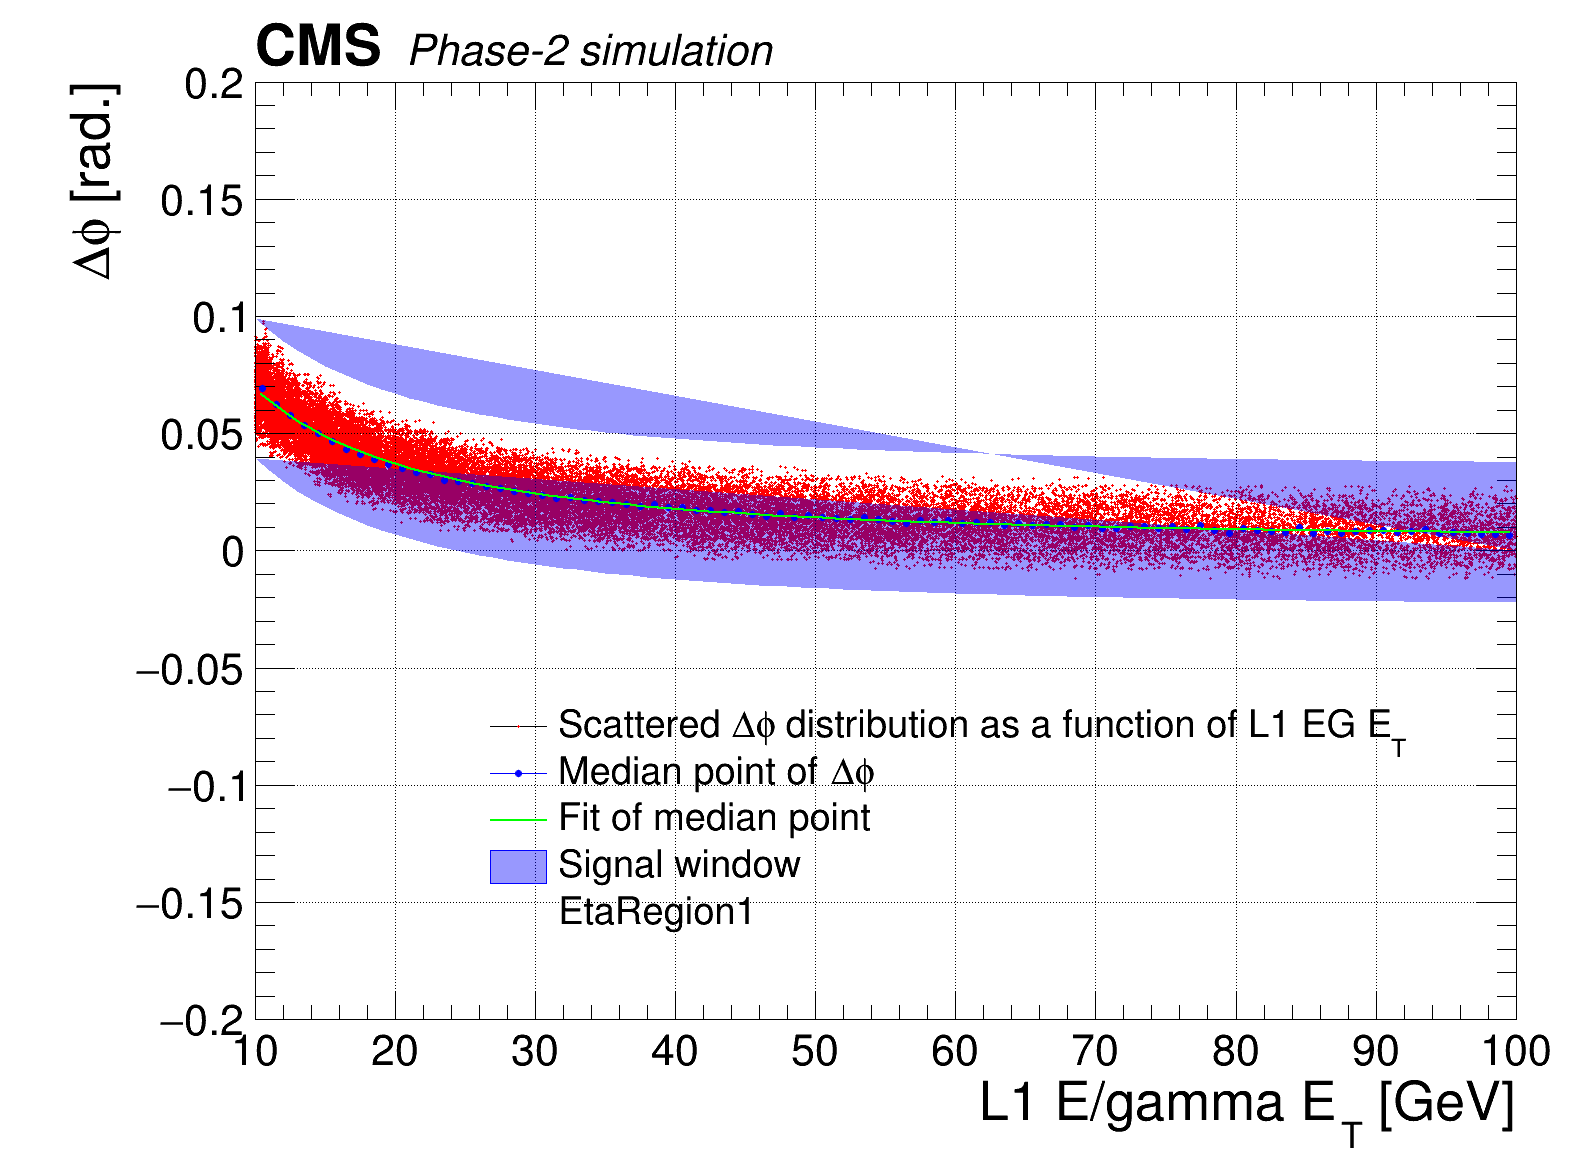 CMS Phase-2 simulation
Δϕ [rad.]
0.2
0.15
0.1
0.05
0
−0.05
−0.1
−0.15
−0.2
Scattered Δϕ distribution as a function of L1 EG E_T
Median point of Δϕ
Fit of median point
Signal window
EtaRegion1
10 20 30 40 50 60 70 80 90 100
L1 E/gamma E_T [GeV]